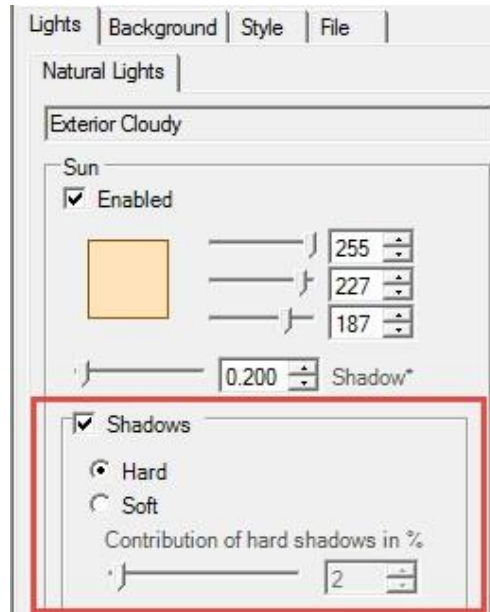 Lights Background Style File
Natural Lights
Exterior Cloudy
Sun
Enabled
255
227
187
0.200 Shadow*
Shadows
Hard
Soft
Contribution of hard shadows in %
2